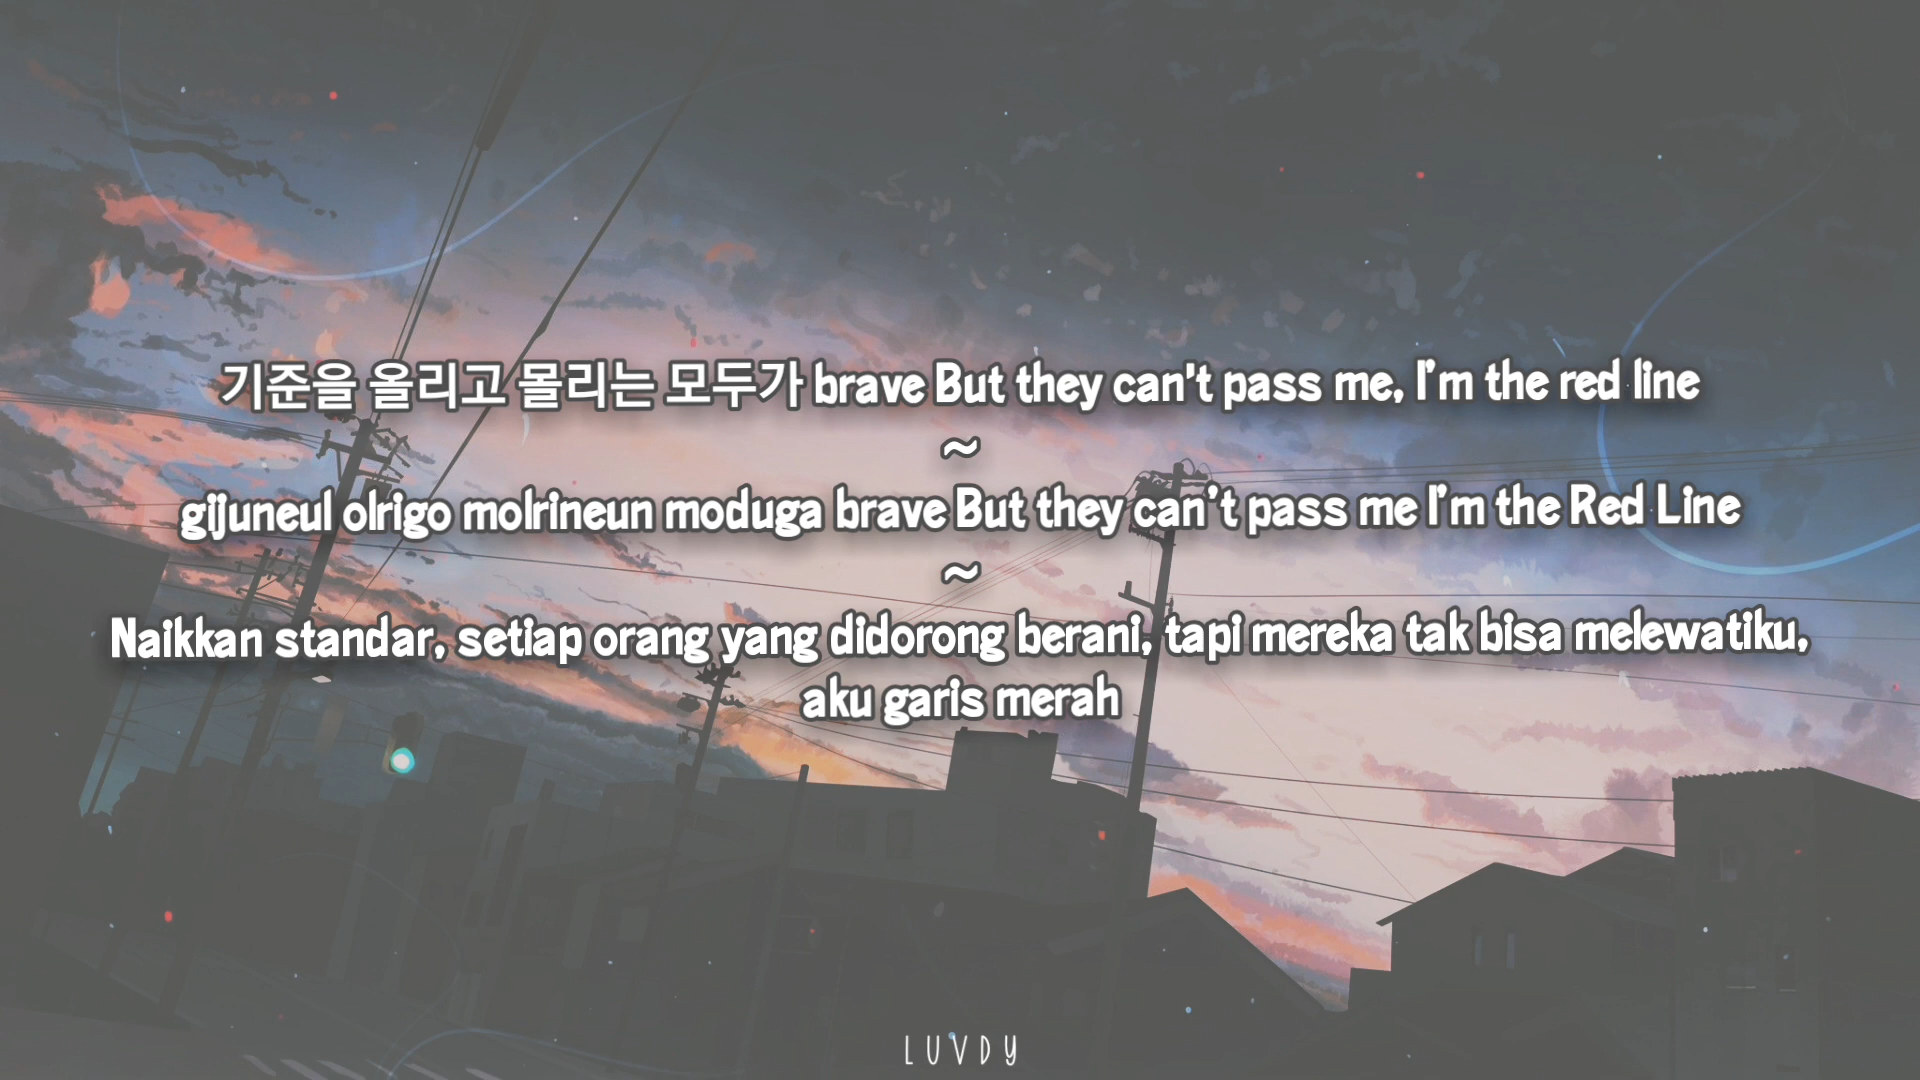 기준을 올리고 몰리는 모두가 brave But they can't pass me, I'm the red line
~
gijuneul olrigo molrineun moduga brave But they can't pass me I'm the Red Line
~
Naikkan standar, setiap orang yang didorong berani, tapi mereka tak bisa melewatiku,
aku garis merah
LUVDY